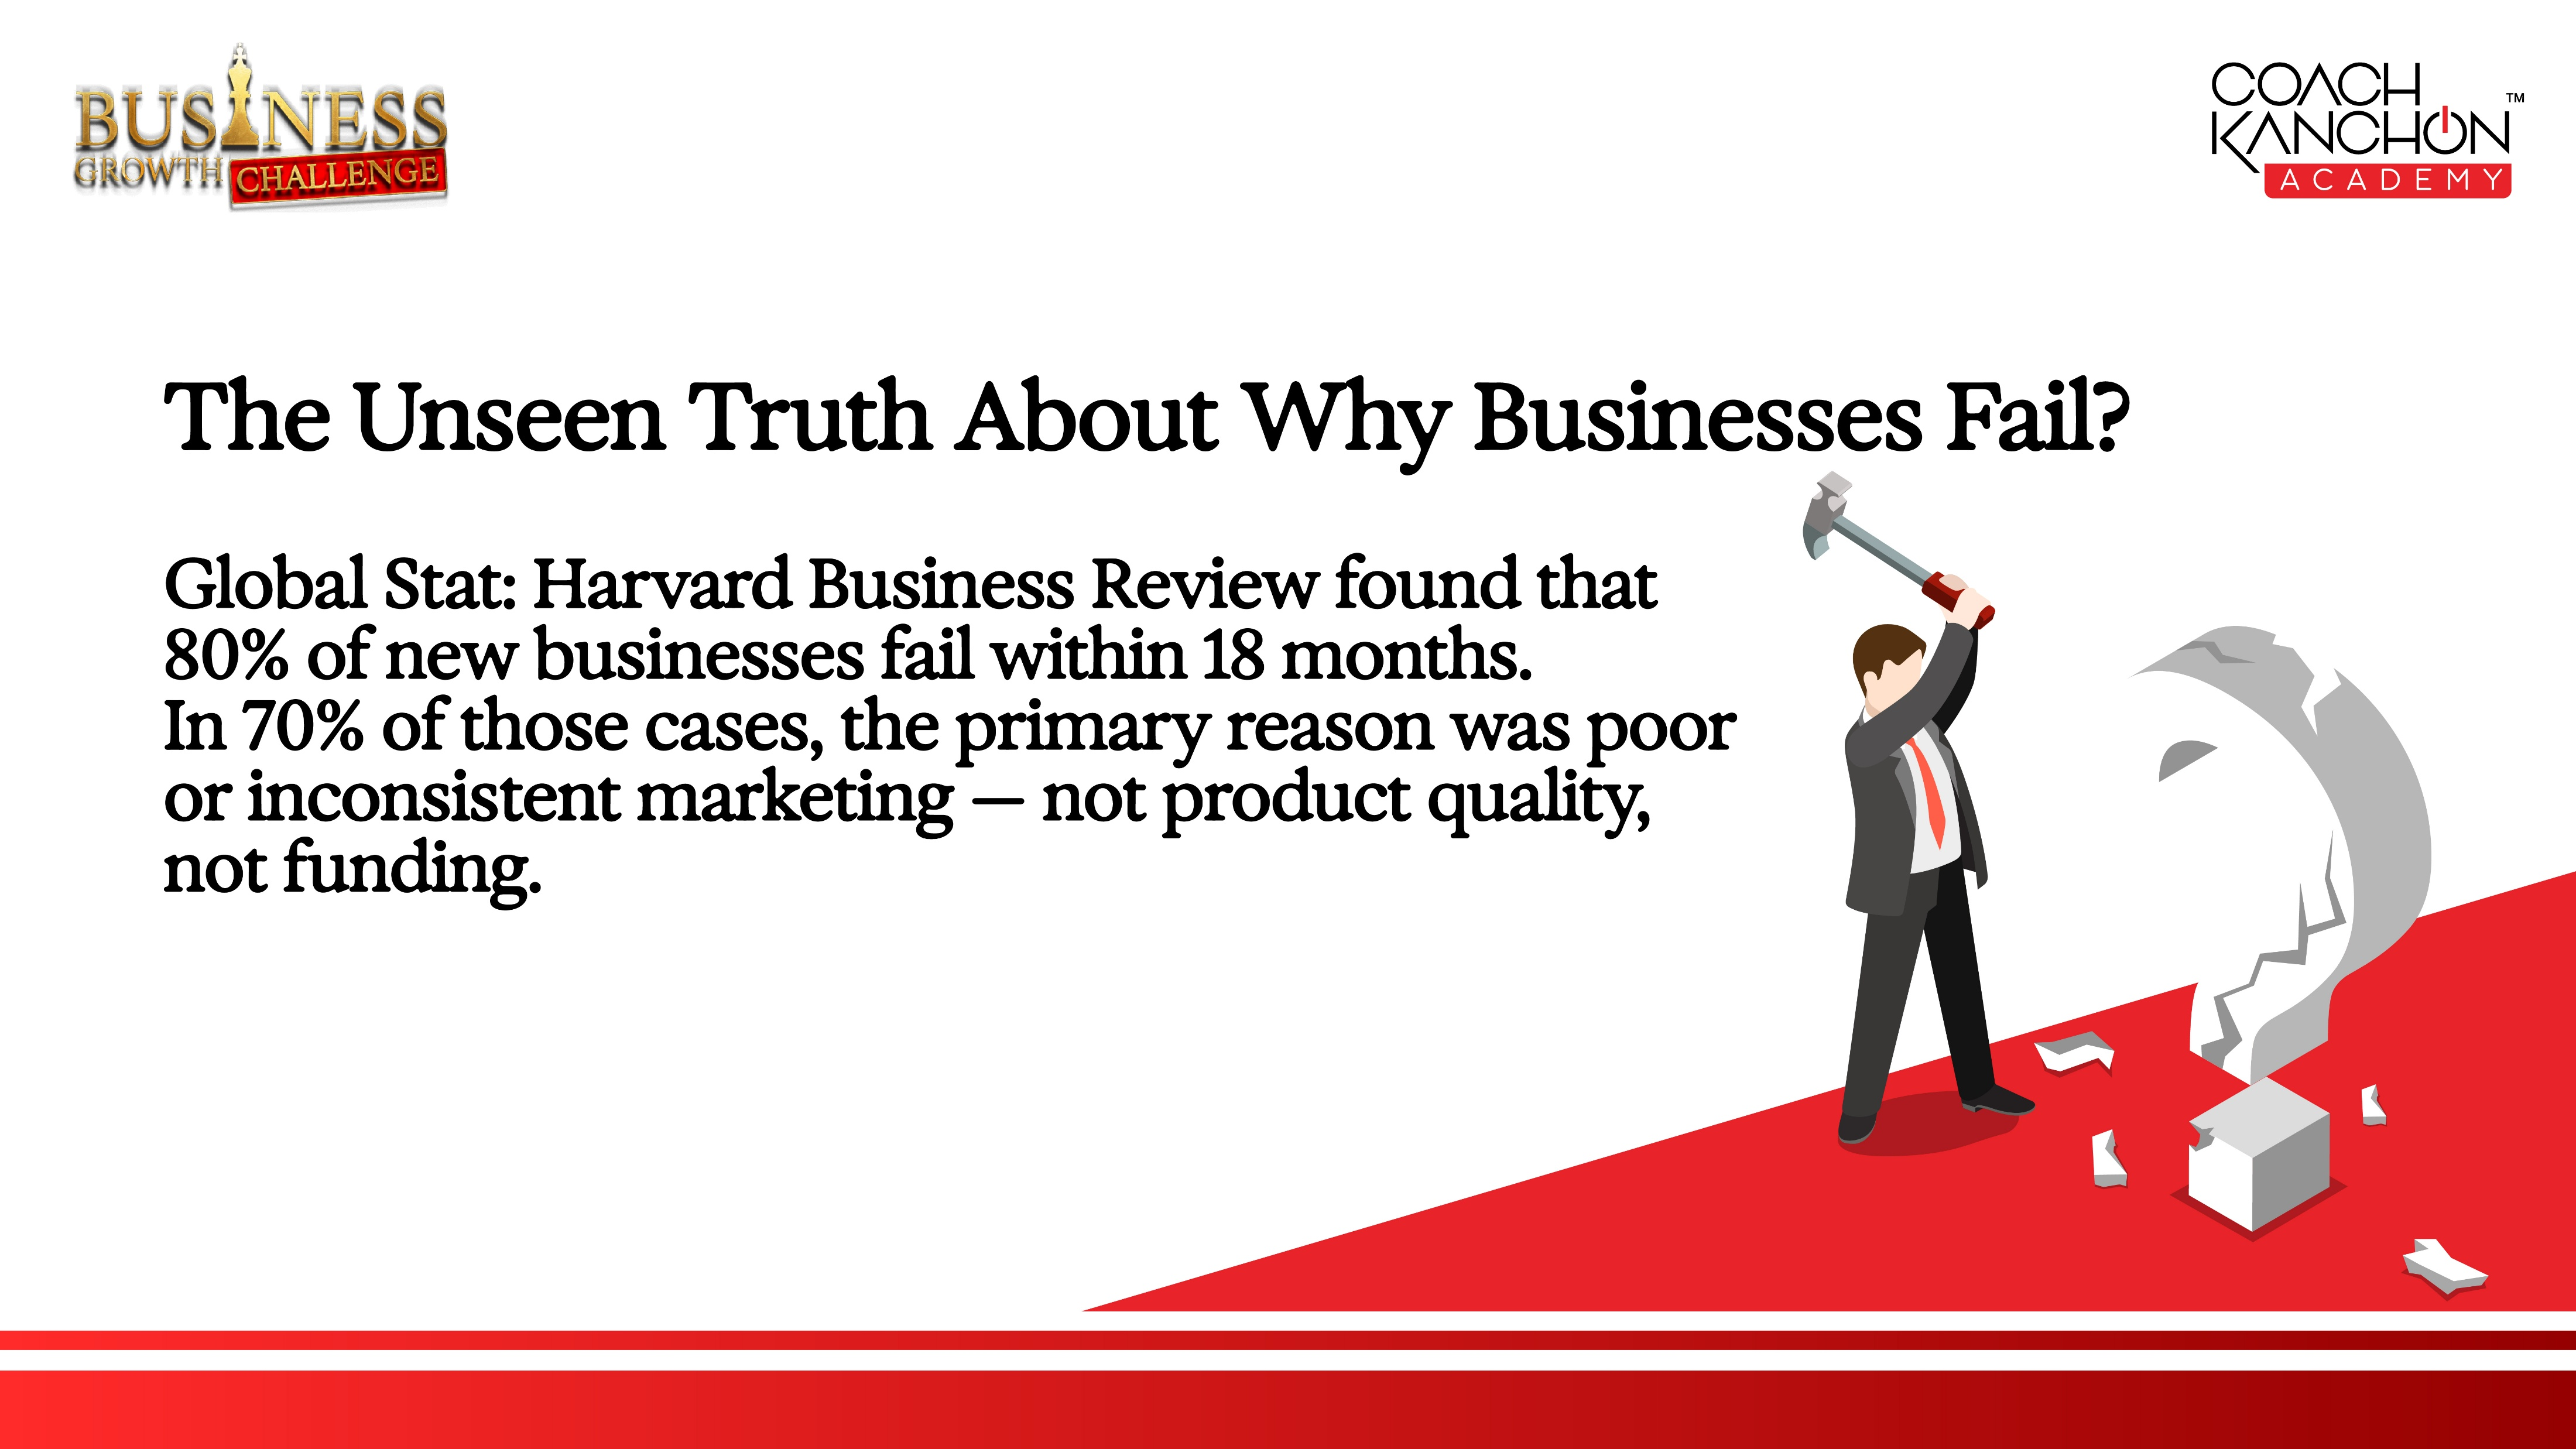 BUSINESS
GROWTH CHALLENGE
COACH
KANCHON
ACADEMY
TM
The Unseen Truth About Why Businesses Fail?
Global Stat: Harvard Business Review found that
80% of new businesses fail within 18 months.
In 70% of those cases, the primary reason was poor
or inconsistent marketing — not product quality,
not funding.